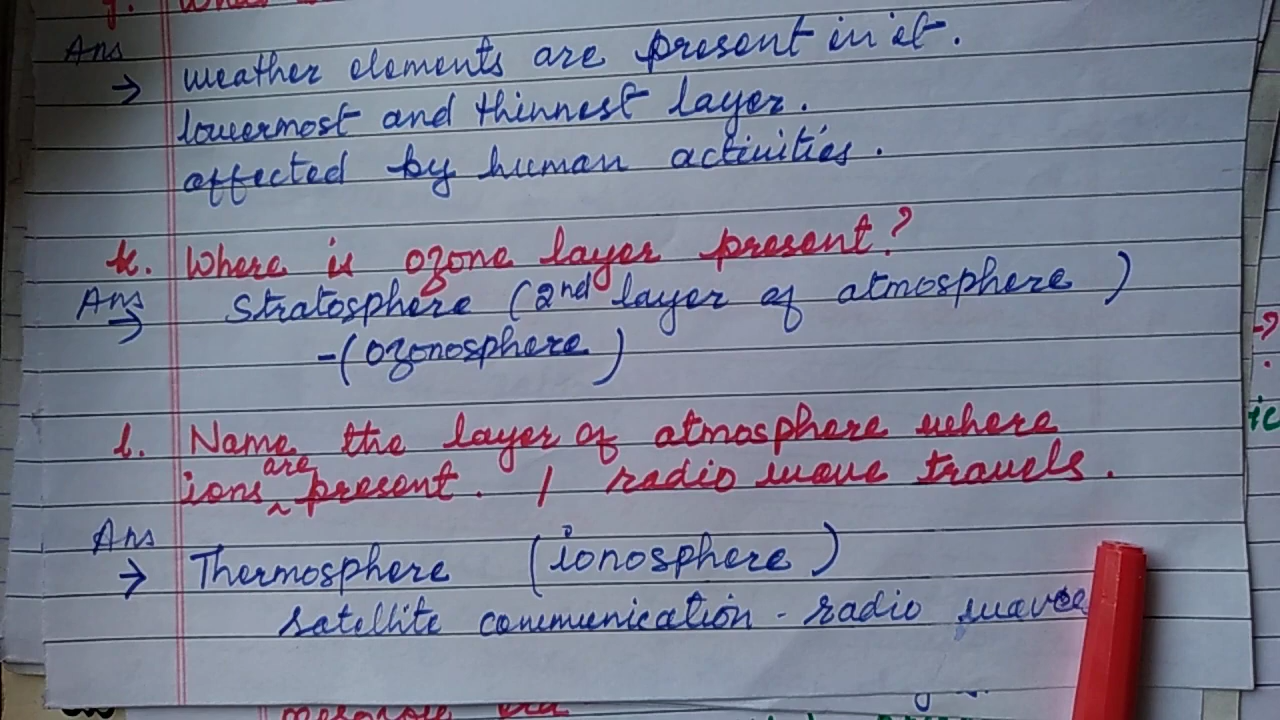 Ans
→ weather elements are present in it.
lowermost and thinnest layer.
affected by human activities.
k. Where is ozone layer present?
Ans
→ Stratosphere (2nd layer of atmosphere)
-(ozonosphere)
l. Name the layer of atmosphere where
ions are present. / radio wave travels.
Ans
→ Thermosphere (ionosphere)
satellite communication - radio waves